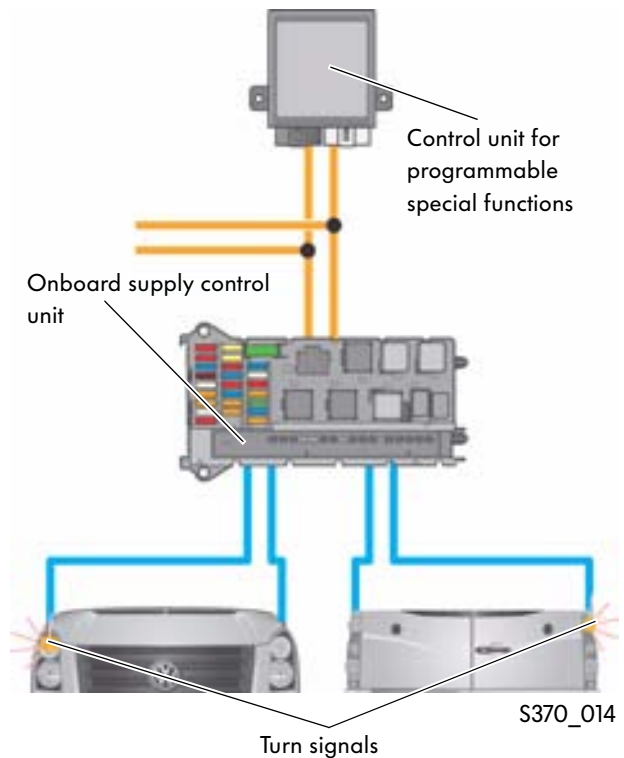 Control unit for
programmable
special functions
Onboard supply control
unit
S370_014
Turn signals